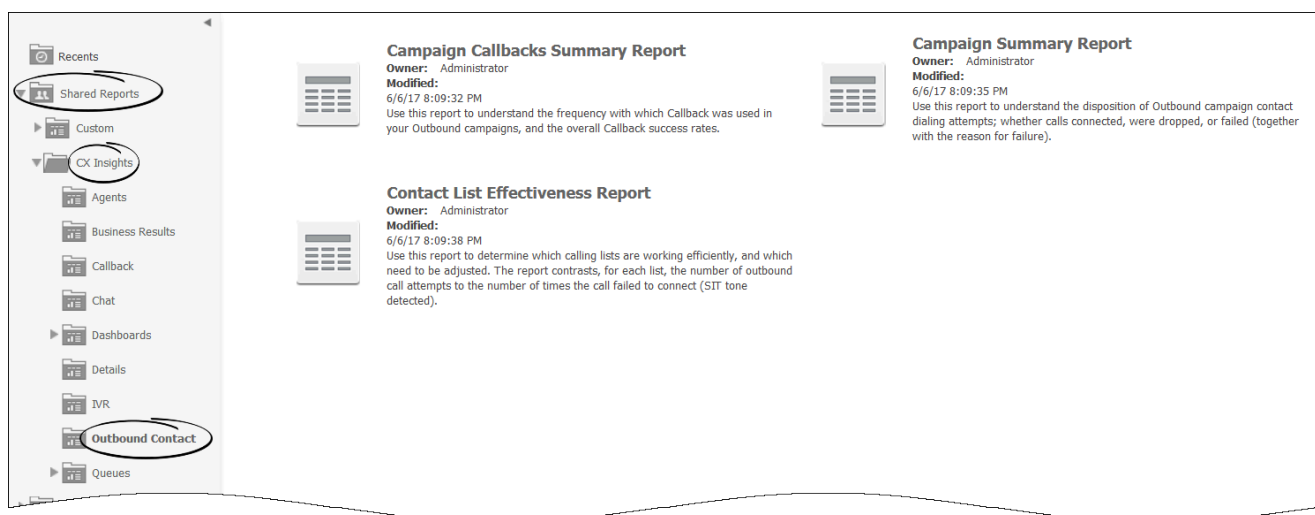 Recents
Shared Reports
Custom
CX Insights
Agents
Business Results
Callback
Chat
Dashboards
Details
IVR
Outbound Contact
Queues
Campaign Callbacks Summary Report
Owner: Administrator
Modified:
6/6/17 8:09:32 PM
Use this report to understand the frequency with which Callback was used in
your Outbound campaigns, and the overall Callback success rates.
Campaign Summary Report
Owner: Administrator
Modified:
6/6/17 8:09:35 PM
Use this report to understand the disposition of Outbound campaign contact
dialing attempts; whether calls connected, were dropped, or failed (together
with the reason for failure).
Contact List Effectiveness Report
Owner: Administrator
Modified:
6/6/17 8:09:38 PM
Use this report to determine which calling lists are working efficiently, and which
need to be adjusted. The report contrasts, for each list, the number of outbound
call attempts to the number of times the call failed to connect (SIT tone
detected).